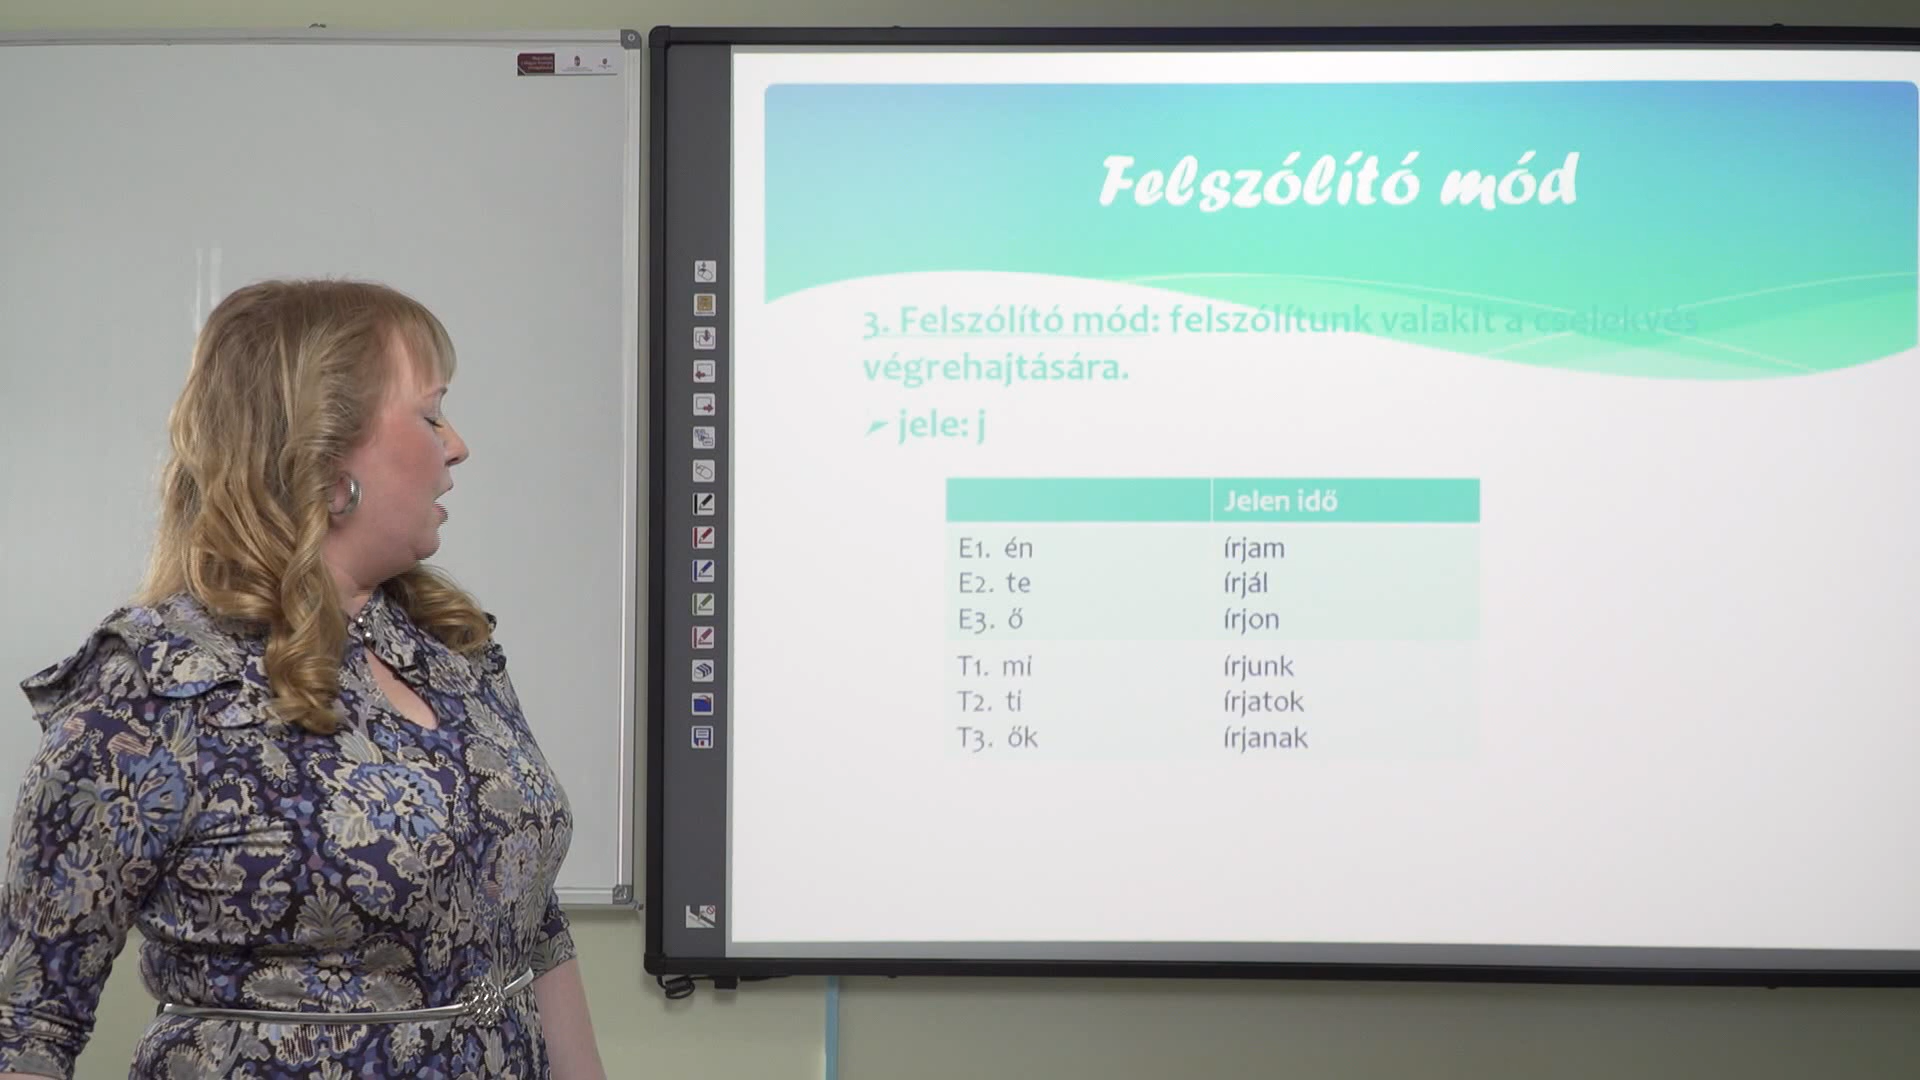 Felszólító mód
3. Felszólító mód: felszólítunk valakit a cselekvés
végrehajtására.
➢ jele: j
Jelen idő
E1. én írjam
E2. te írjál
E3. ő írjon
T1. mi írjunk
T2. ti írjatok
T3. ők írjanak